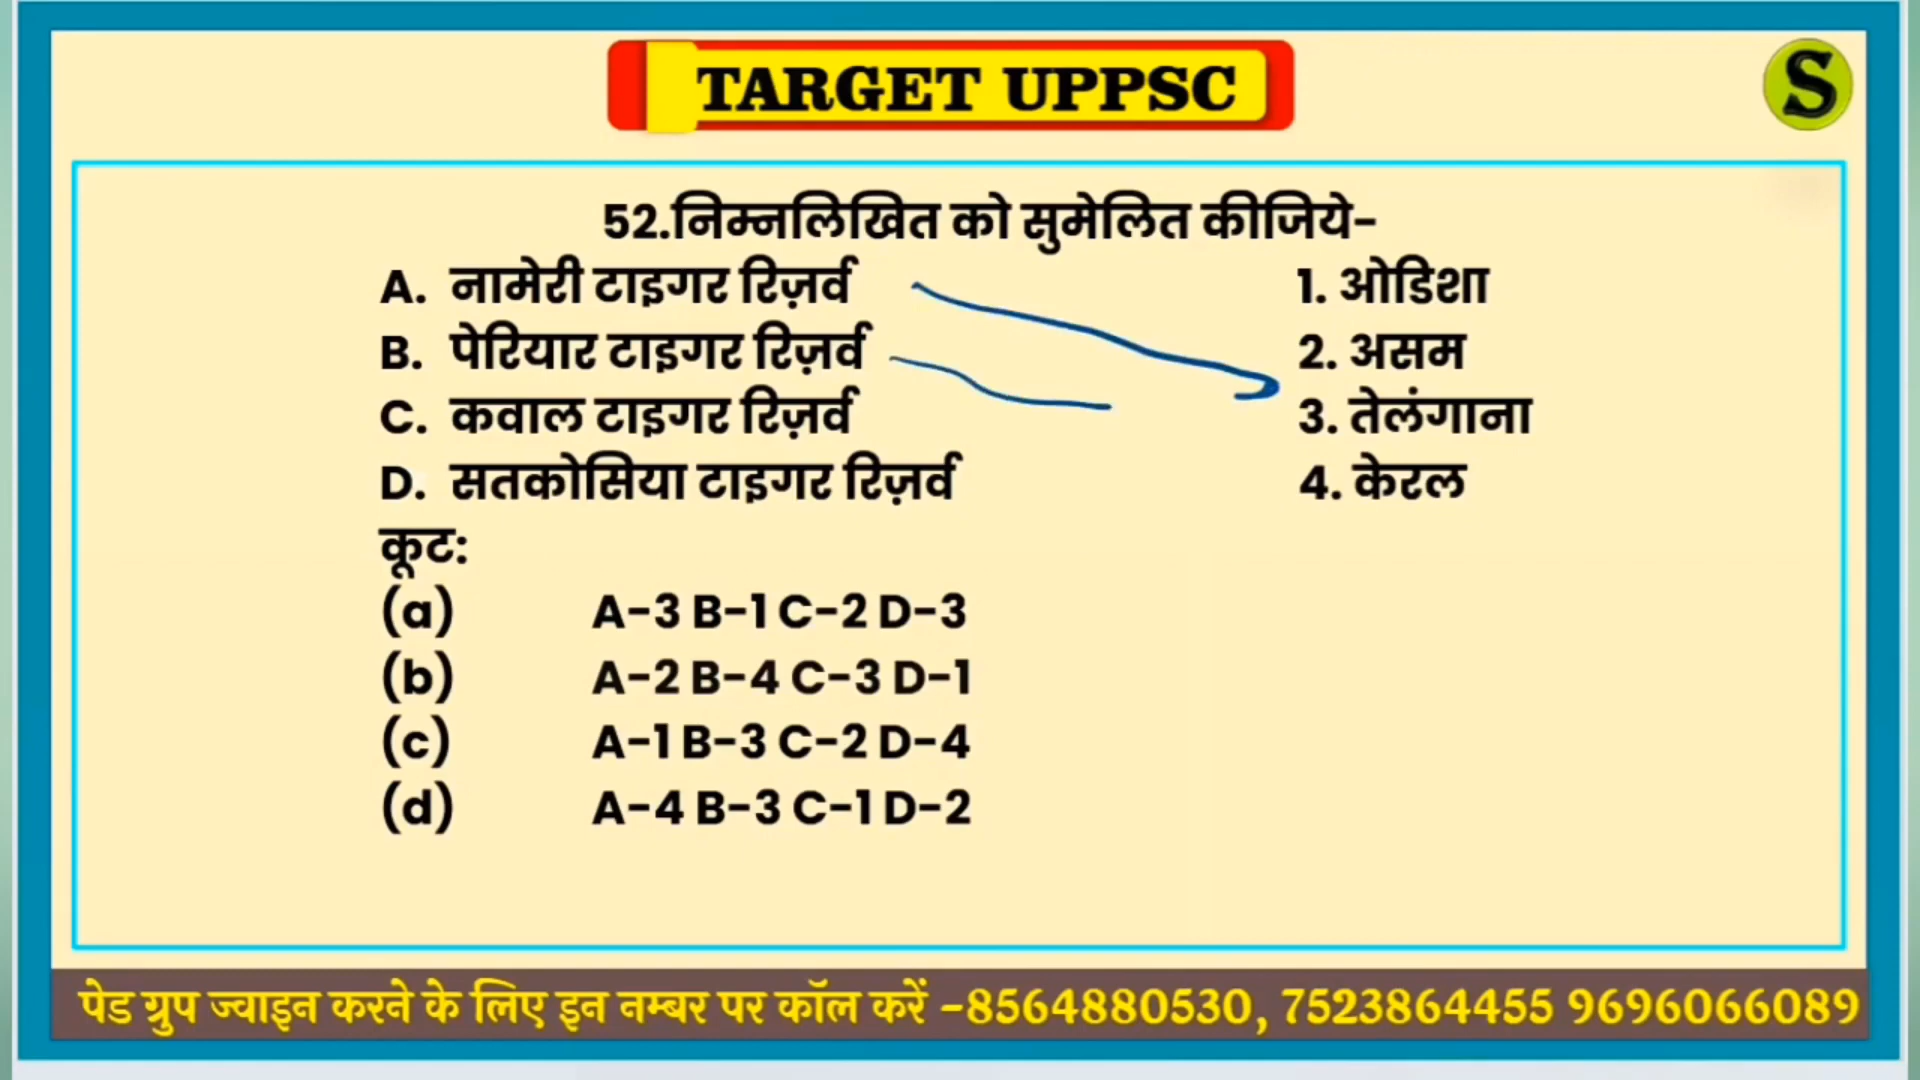 TARGET UPPSC
S
52.निम्नलिखित को सुमेलित कीजिये-
A. नामेरी टाइगर रिज़र्व 1. ओडिशा
B. पेरियार टाइगर रिज़र्व 2. असम
C. कवाल टाइगर रिज़र्व 3. तेलंगाना
D. सतकोसिया टाइगर रिज़र्व 4. केरल
कूट:
(a) A-3 B-1 C-2 D-3
(b) A-2 B-4 C-3 D-1
(c) A-1 B-3 C-2 D-4
(d) A-4 B-3 C-1 D-2
पेड ग्रुप ज्वाइन करने के लिए इन नम्बर पर कॉल करें -8564880530, 7523864455 9696066089